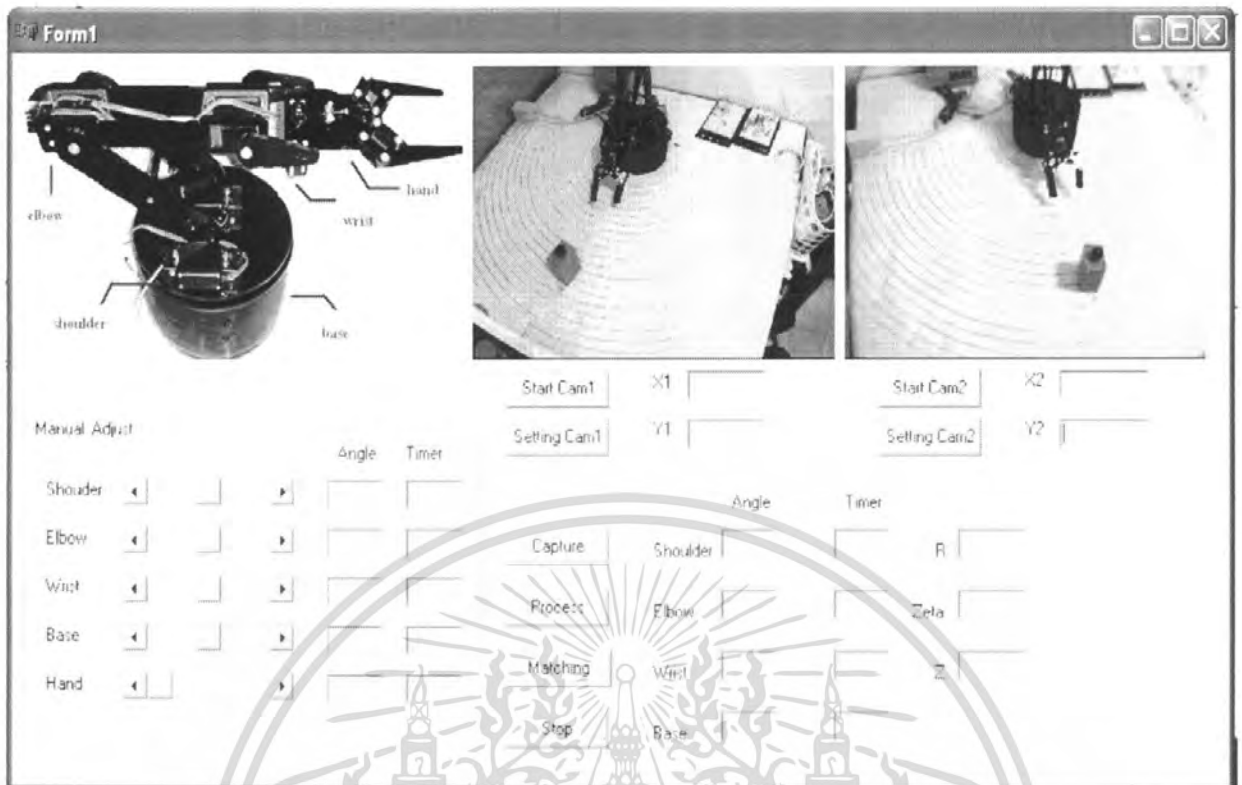 Form1
elbow
hand
wrist
shoulder
base
Start Cam1
X1
Start Cam2
X2
Setting Cam1
Y1
Setting Cam2
Y2
Manual Adjust
Angle Timer
Shouder
Elbow
Wrist
Base
Hand
Angle Timer
Capture
Shoulder
R
Process
Elbow
Zeta
Matching
Wrist
Z
Stop
Base